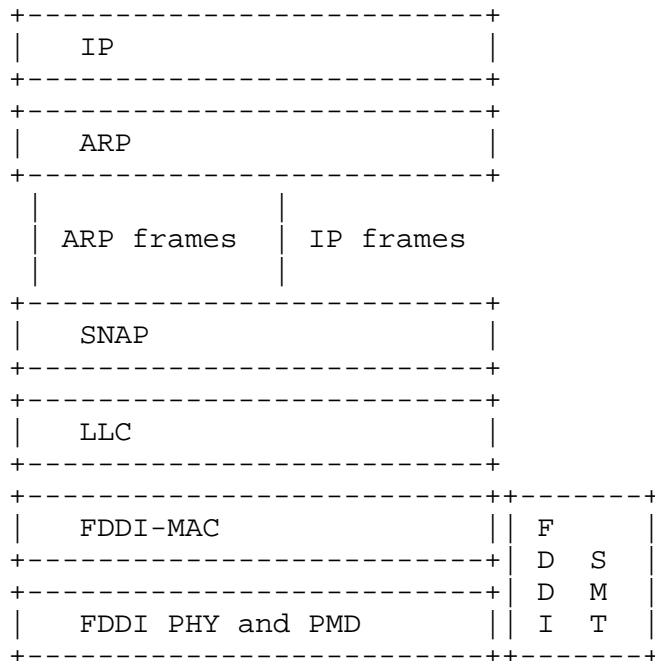 IP
ARP
ARP frames IP frames
SNAP
LLC
FDDI-MAC F
D S
D M
FDDI PHY and PMD I T